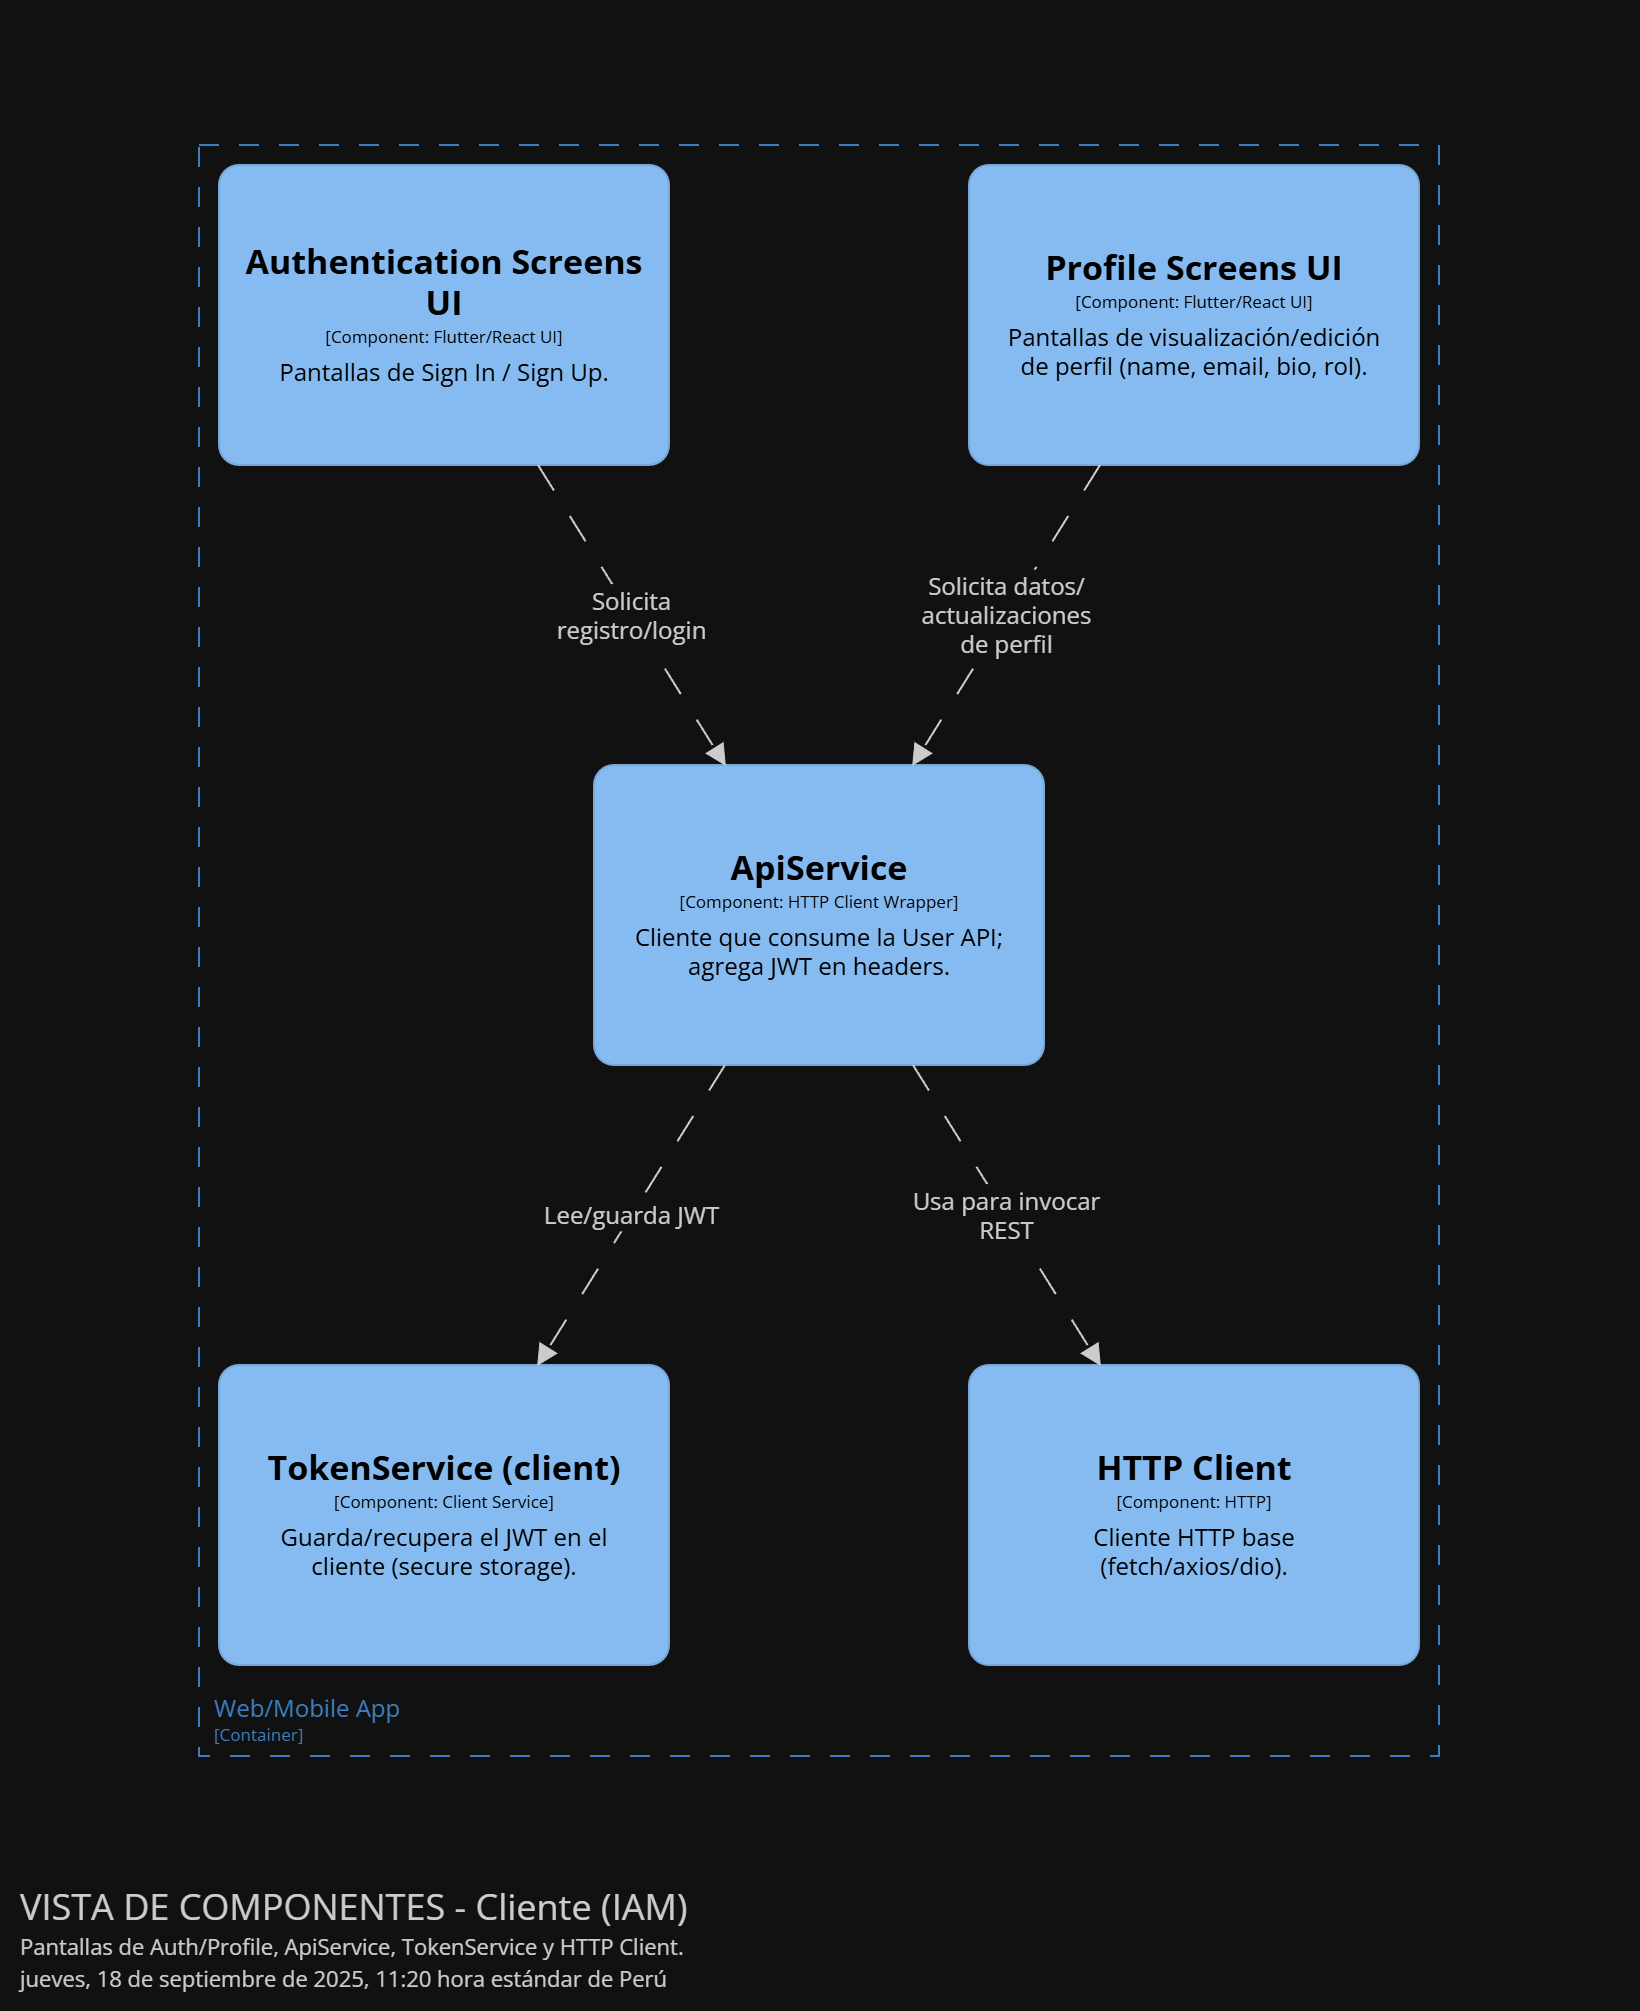 Authentication Screens
UI
[Component: Flutter/React UI]
Pantallas de Sign In / Sign Up.
Profile Screens UI
[Component: Flutter/React UI]
Pantallas de visualización/edición
de perfil (name, email, bio, rol).
Solicita
registro/login
Solicita datos/
actualizaciones
de perfil
ApiService
[Component: HTTP Client Wrapper]
Cliente que consume la User API;
agrega JWT en headers.
Lee/guarda JWT
Usa para invocar
REST
TokenService (client)
[Component: Client Service]
Guarda/recupera el JWT en el
cliente (secure storage).
HTTP Client
[Component: HTTP]
Cliente HTTP base
(fetch/axios/dio).
Web/Mobile App
[Container]
VISTA DE COMPONENTES - Cliente (IAM)
Pantallas de Auth/Profile, ApiService, TokenService y HTTP Client.
jueves, 18 de septiembre de 2025, 11:20 hora estándar de Perú